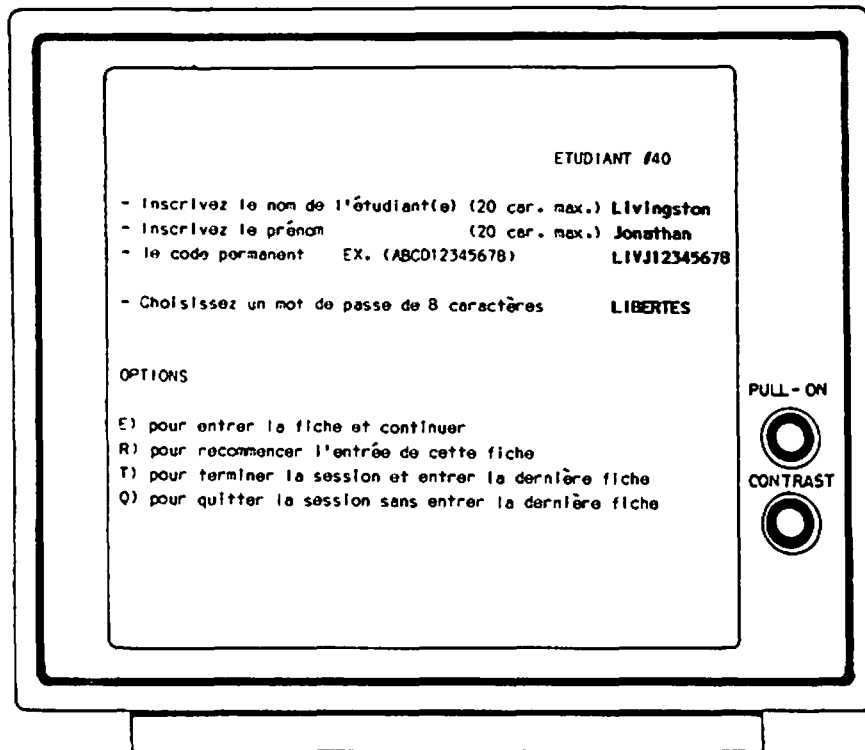 ETUDIANT #40
- Inscrivez le nom de l'étudiant(e) (20 car. max.) Livingston
- Inscrivez le prénom (20 car. max.) Jonathan
- le code permanent EX. (ABCD12345678) LIVJ12345678
- Choisissez un mot de passe de 8 caractères LIBERTES
OPTIONS
E) pour entrer la fiche et continuer
R) pour recommencer l'entrée de cette fiche
T) pour terminer la session et entrer la dernière fiche
Q) pour quitter la session sans entrer la dernière fiche
PULL-ON
CONTRAST